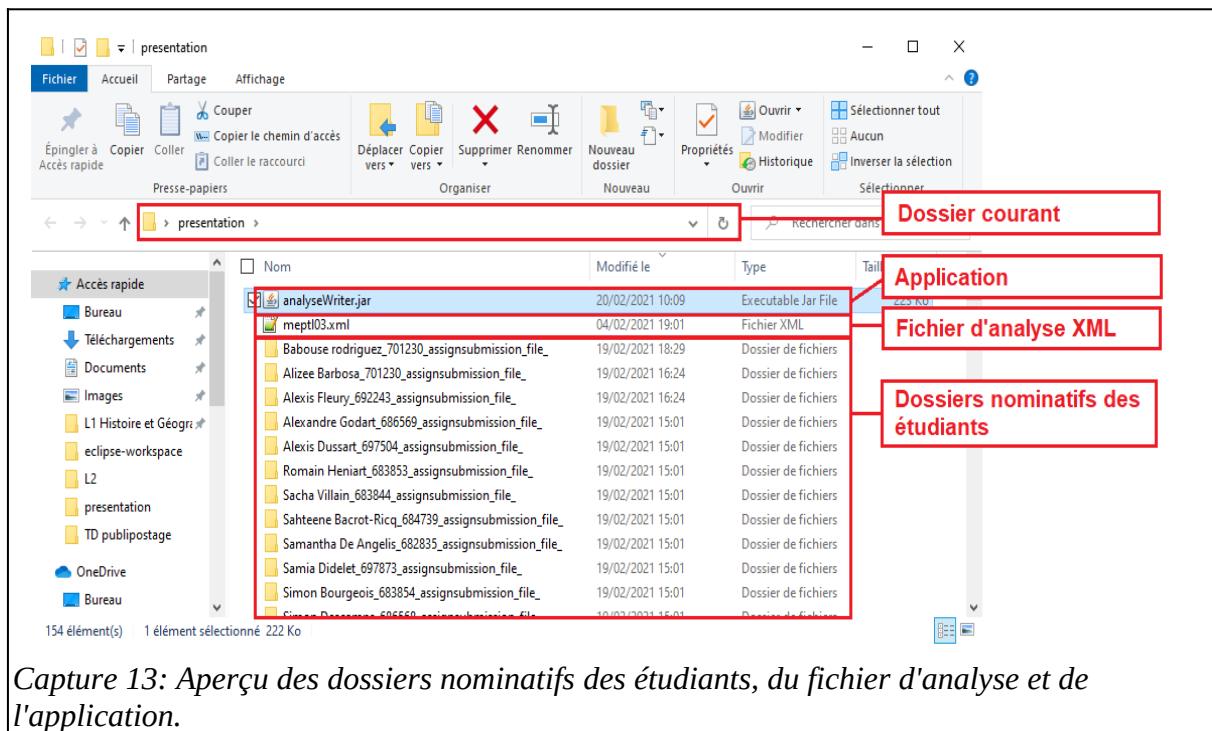 presentation
Fichier Accueil Partage Affichage
Épingler à Accès rapide
Copier
Coller
Couper
Copier le chemin d'accès
Coller le raccourci
Déplacer vers
Copier vers
Supprimer
Renommer
Nouveau dossier
Propriétés
Ouvrir
Modifier
Historique
Sélectionner tout
Aucun
Inverser la sélection
Presse-papiers Organiser Nouveau Ouvrir Sélectionner
Dossier courant
presentation
Rechercher dans
Nom Modifié le Type Taill
Application
Fichier d'analyse XML
Dossiers nominatifs des
étudiants
Accès rapide
Bureau
Téléchargements
Documents
Images
L1 Histoire et Géogra
eclipse-workspace
L2
presentation
TD publipostage
OneDrive
Bureau
analyseWriter.jar 20/02/2021 10:09 Executable Jar File 223 Ko
meptl03.xml 04/02/2021 19:01 Fichier XML
Babouse rodriguez_701230_assignsubmission_file_ 19/02/2021 18:29 Dossier de fichiers
Alizee Barbosa_701230_assignsubmission_file_ 19/02/2021 16:24 Dossier de fichiers
Alexis Fleury_692243_assignsubmission_file_ 19/02/2021 16:24 Dossier de fichiers
Alexandre Godart_686569_assignsubmission_file_ 19/02/2021 15:01 Dossier de fichiers
Alexis Dussart_697504_assignsubmission_file_ 19/02/2021 15:01 Dossier de fichiers
Romain Heniart_683853_assignsubmission_file_ 19/02/2021 15:01 Dossier de fichiers
Sacha Villain_683844_assignsubmission_file_ 19/02/2021 15:01 Dossier de fichiers
Sahteene Bacrot-Ricq_684739_assignsubmission_file_ 19/02/2021 15:01 Dossier de fichiers
Samantha De Angelis_682835_assignsubmission_file_ 19/02/2021 15:01 Dossier de fichiers
Samia Didelet_697873_assignsubmission_file_ 19/02/2021 15:01 Dossier de fichiers
Simon Bourgeois_683854_assignsubmission_file_ 19/02/2021 15:01 Dossier de fichiers
154 élément(s) 1 élément sélectionné 222 Ko
Capture 13: Aperçu des dossiers nominatifs des étudiants, du fichier d'analyse et de
l'application.